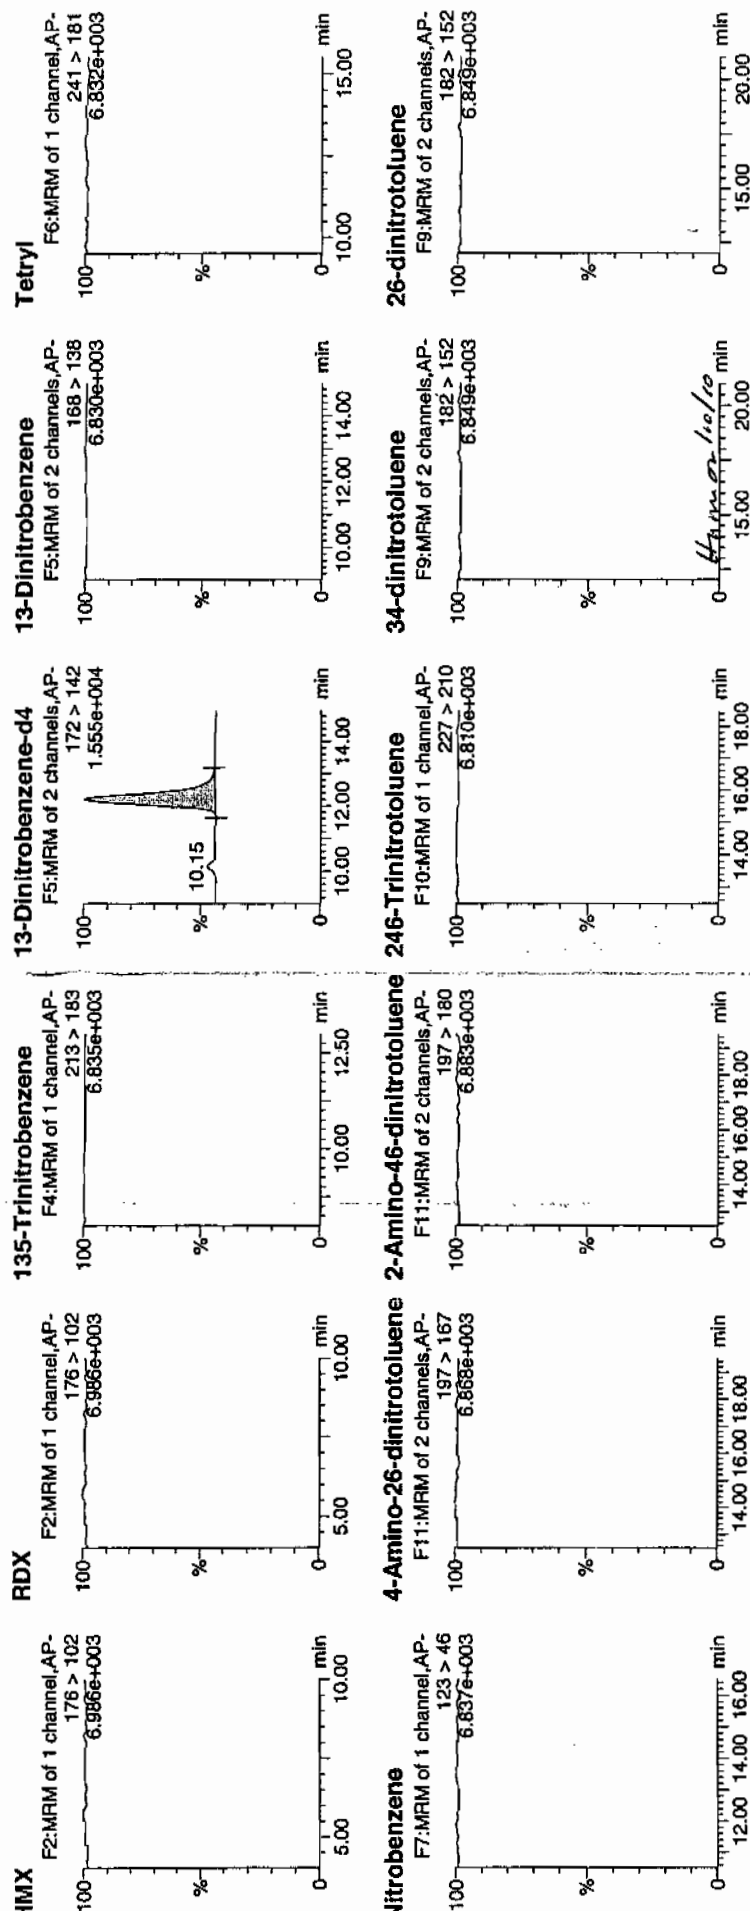 HMX
F2:MRM of 1 channel,AP-
176 > 102
6.986e+003
100
%
0
5.00
10.00
min
RDX
F2:MRM of 1 channel,AP-
176 > 102
6.986e+003
100
%
0
5.00
10.00
min
135-Trinitrobenzene
F4:MRM of 1 channel,AP-
213 > 183
6.835e+003
100
%
0
10.00
12.50
min
13-Dinitrobenzene-d4
F5:MRM of 2 channels,AP-
172 > 142
1.555e+004
100
10.15
%
0
10.00
12.00
14.00
min
13-Dinitrobenzene
F5:MRM of 2 channels,AP-
168 > 138
6.830e+003
100
%
0
10.00
12.00
14.00
min
Tetryl
F6:MRM of 1 channel,AP-
241 > 181
6.832e+003
100
%
0
10.00
15.00
min
Nitrobenzene
F7:MRM of 1 channel,AP-
123 > 46
6.837e+003
100
%
0
12.00
14.00
16.00
min
4-Amino-26-dinitrotoluene
F11:MRM of 2 channels,AP-
197 > 167
6.868e+003
100
%
0
14.00
16.00
18.00
min
2-Amino-46-dinitrotoluene
F11:MRM of 2 channels,AP-
197 > 180
6.883e+003
100
%
0
14.00
16.00
18.00
min
246-Trinitrotoluene
F10:MRM of 1 channel,AP-
227 > 210
6.810e+003
100
%
0
14.00
16.00
18.00
min
34-dinitrotoluene
F9:MRM of 2 channels,AP-
182 > 152
6.849e+003
100
%
0
15.00
20.00
min
26-dinitrotoluene
F9:MRM of 2 channels,AP-
182 > 152
6.849e+003
100
%
0
15.00
20.00
min